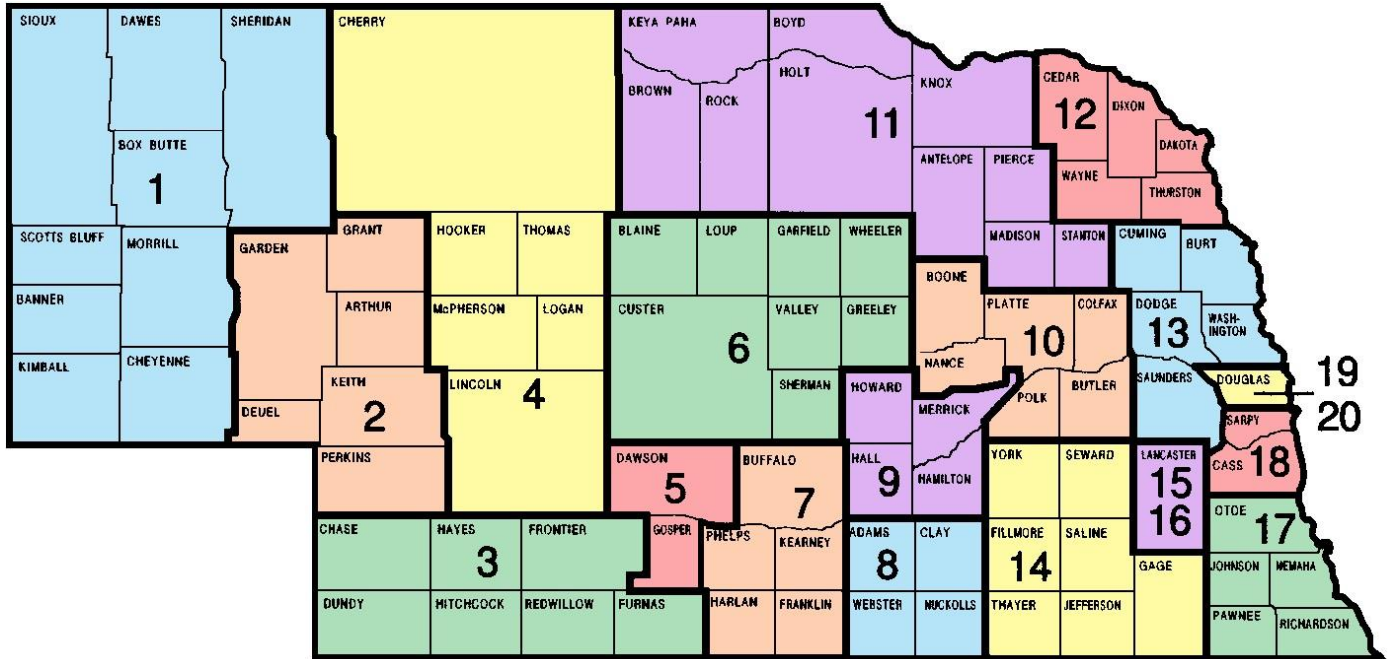 SIOUX
DAWES
SHERIDAN
CHERRY
KEYA PAHA
BOYD
HOLT
KNOX
CEDAR
DIXON
12
BROWN
ROCK
11
DAKOTA
BOX BUTTE
1
ANTELOPE
PIERCE
WAYNE
THURSTON
SCOTTS BLUFF
MORRILL
GARDEN
GRANT
HOOKER
THOMAS
BLAINE
LOUP
GARFIELD
WHEELER
MADISON
STANTON
CUMING
BURT
BANNER
ARTHUR
McPHERSON
LOGAN
CUSTER
VALLEY
GREELEY
BOONE
PLATTE
COLFAX
DODGE
WASH-
INGTON
10
13
6
KIMBALL
CHEYENNE
KEITH
LINCOLN
4
SHERMAN
NANCE
HOWARD
MERRICK
POLK
BUTLER
SAUNDERS
DOUGLAS
19
20
DEUEL
2
SARPY
PERKINS
DAWSON
5
BUFFALO
7
HALL
9
HAMILTON
YORK
SEWARD
LANCASTER
15
16
CASS
18
CHASE
HAYES
FRONTIER
GOSPER
PHELPS
KEARNEY
ADAMS
CLAY
FILLMORE
SALINE
OTOE
17
3
8
14
GAGE
JOHNSON
NEMAHA
DUNDY
HITCHCOCK
REDWILLOW
FURNAS
HARLAN
FRANKLIN
WEBSTER
NUCKOLLS
THAYER
JEFFERSON
PAWNEE
RICHARDSON